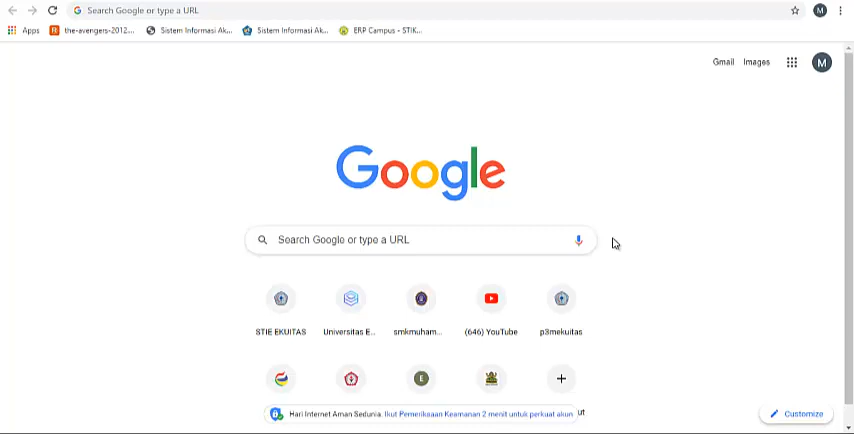 Search Google or type a URL
M
Apps
the-avengers-2012...
Sistem Informasi Ak...
Sistem Informasi Ak...
ERP Campus - STIK...
Gmail
Images
M
Google
Search Google or type a URL
STIE EKUITAS
Universitas E...
smkmuham...
(646) YouTube
p3mekuitas
E
Hari Internet Aman Sedunia. Ikut Pemeriksaan Keamanan 2 menit untuk perkuat akun
ut
Customize